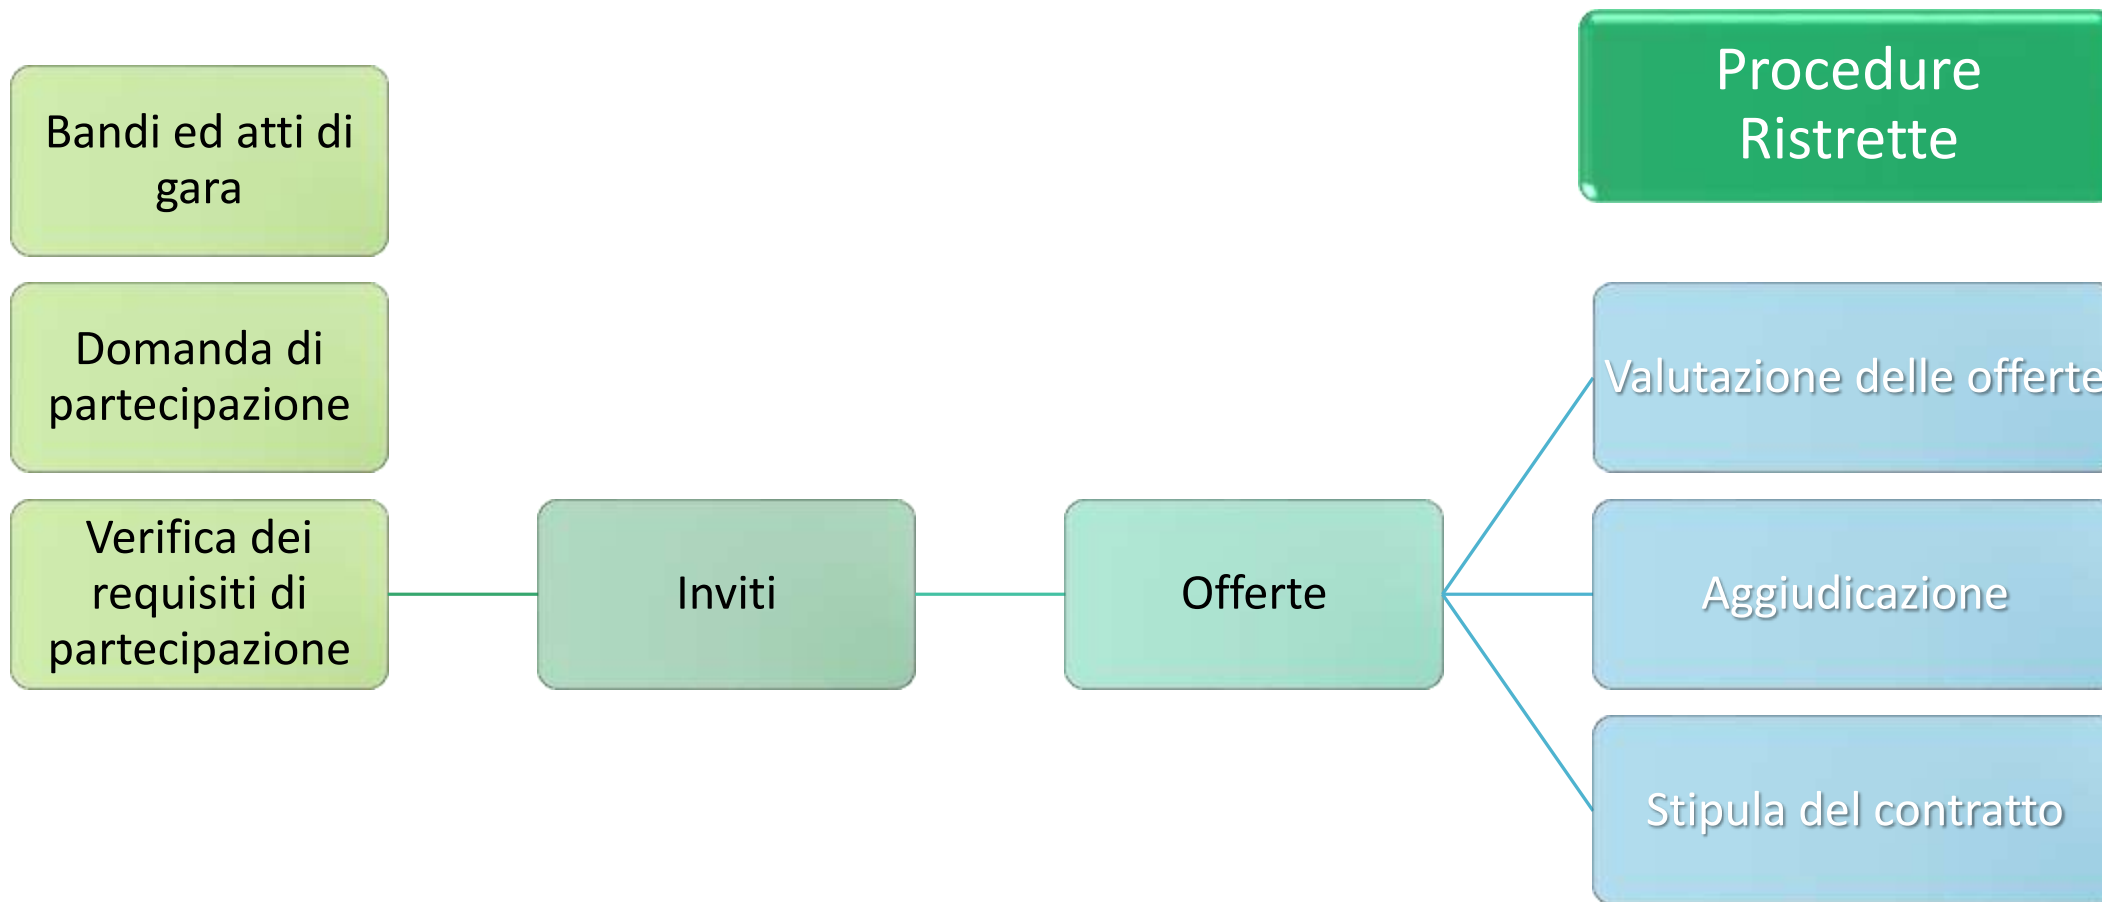 Procedure
Ristrette
Bandi ed atti di
gara
Domanda di
partecipazione
Verifica dei
requisiti di
partecipazione
Inviti
Offerte
Valutazione delle offerte
Aggiudicazione
Stipula del contratto